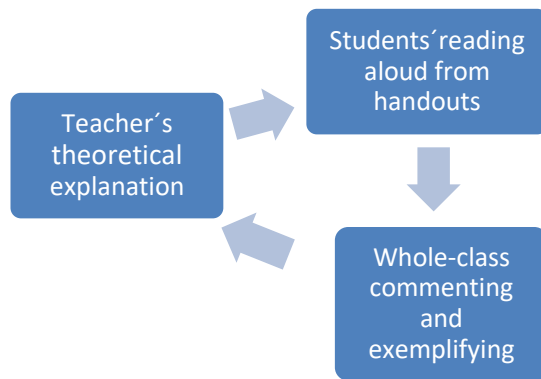 Teacher´s
theoretical
explanation
Students´reading
aloud from
handouts
Whole-class
commenting
and
exemplifying